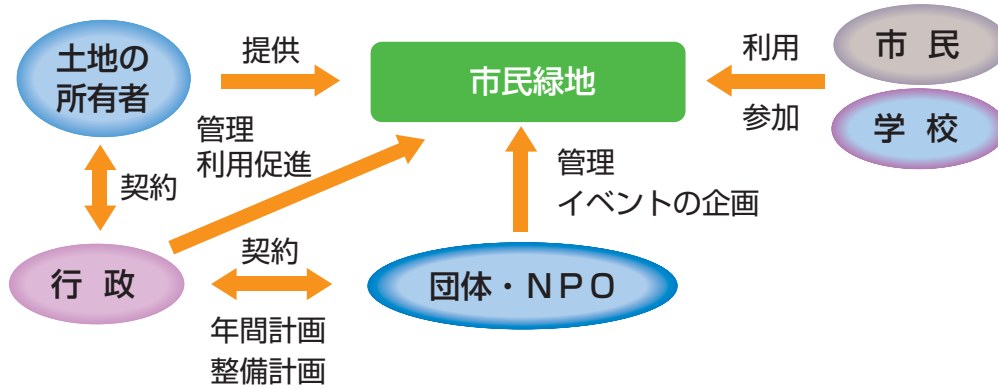 土地の
所有者
提供
市民緑地
利用
参加
市 民
学 校
管理
利用促進
契約
管理
イベントの企画
行 政
契約
年間計画
整備計画
団体・ＮＰＯ